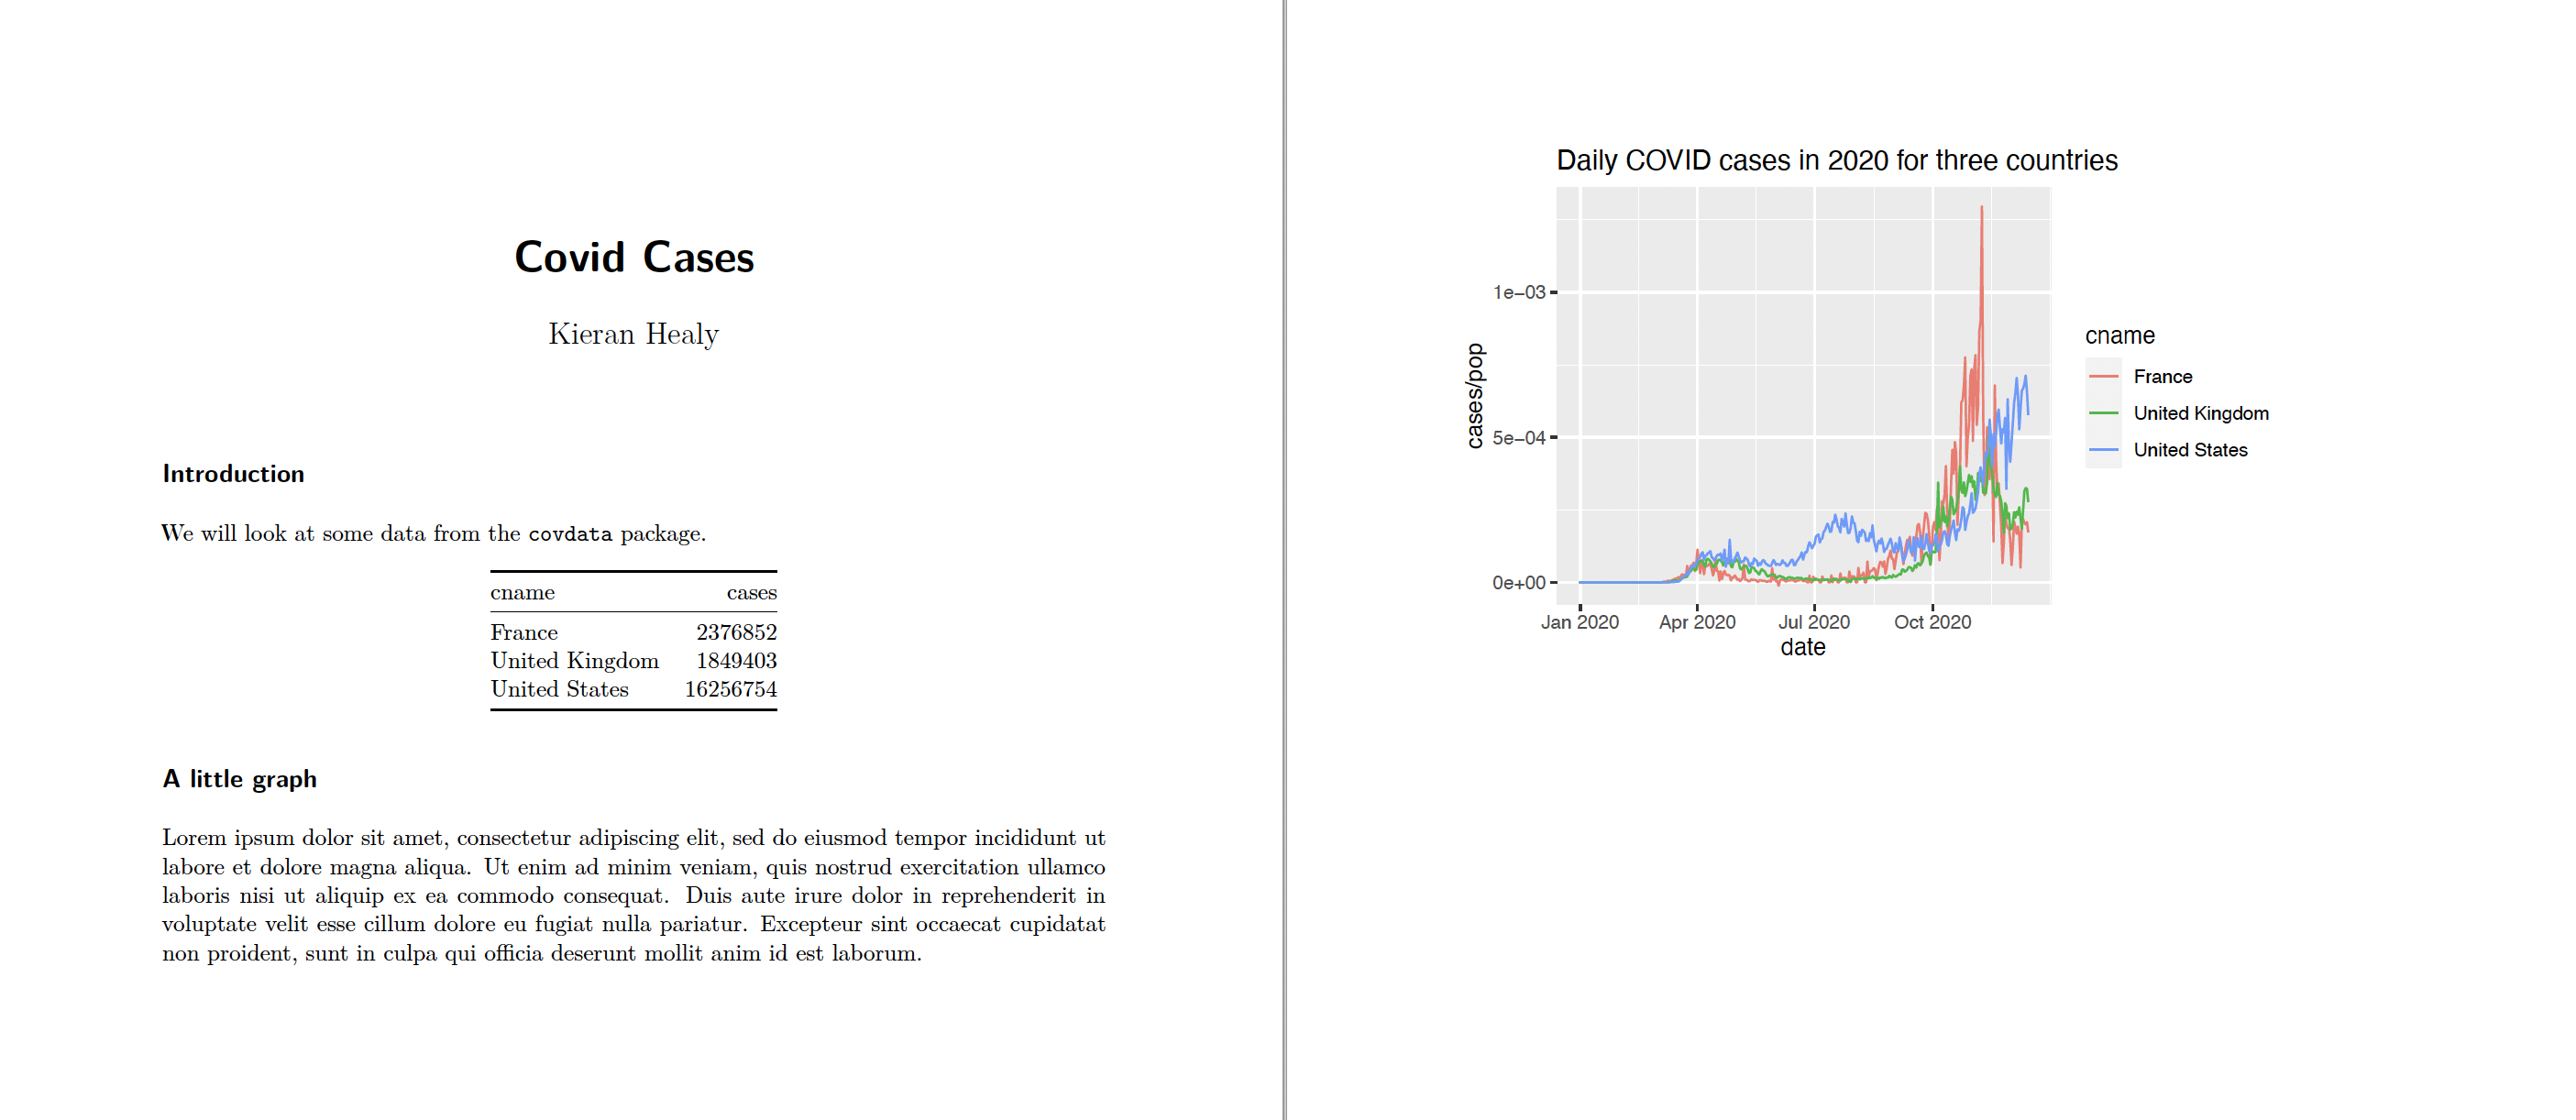 Covid Cases
Kieran Healy
Introduction
We will look at some data from the covdata package.
cname cases
France 2376852
United Kingdom 1849403
United States 16256754
A little graph
Lorem ipsum dolor sit amet, consectetur adipiscing elit, sed do eiusmod tempor incididunt ut
labore et dolore magna aliqua. Ut enim ad minim veniam, quis nostrud exercitation ullamco
laboris nisi ut aliquip ex ea commodo consequat. Duis aute irure dolor in reprehenderit in
voluptate velit esse cillum dolore eu fugiat nulla pariatur. Excepteur sint occaecat cupidatat
non proident, sunt in culpa qui officia deserunt mollit anim id est laborum.
Daily COVID cases in 2020 for three countries
cases/pop
1e−03
5e−04
0e+00
Jan 2020 Apr 2020 Jul 2020 Oct 2020
date
cname
France
United Kingdom
United States